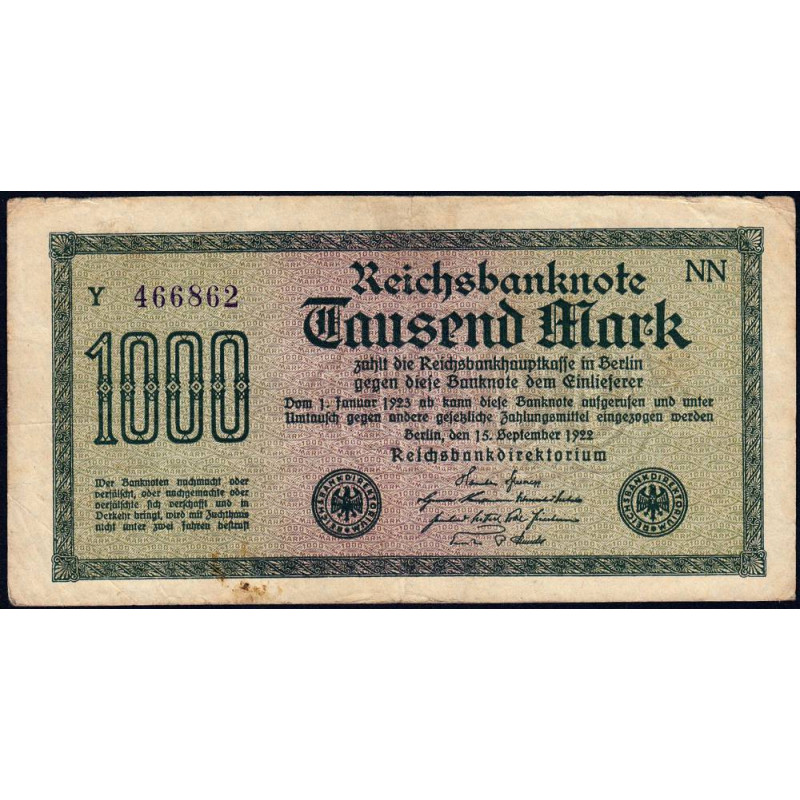 Reichsbanknote
NN
Y 466862
Tausend Mark
1000
zahlt die Reichsbankhauptkasse in Berlin
gegen diese Banknote dem Einlieferer
Vom 1. Januar 1923 ab kann diese Banknote aufgerufen und unter
Umtausch gegen andere gesetzliche Zahlungsmittel eingezogen werden
Berlin, den 15. September 1922
Reichsbankdirektorium
Wer Banknoten nachmacht oder
verfälscht, oder nachgemachte oder
verfälschte sich verschafft und in
Verkehr bringt, wird mit Zuchthaus
nicht unter zwei Jahren bestraft
REICHSBANKDIREKTORIUM
REICHSBANKDIREKTORIUM